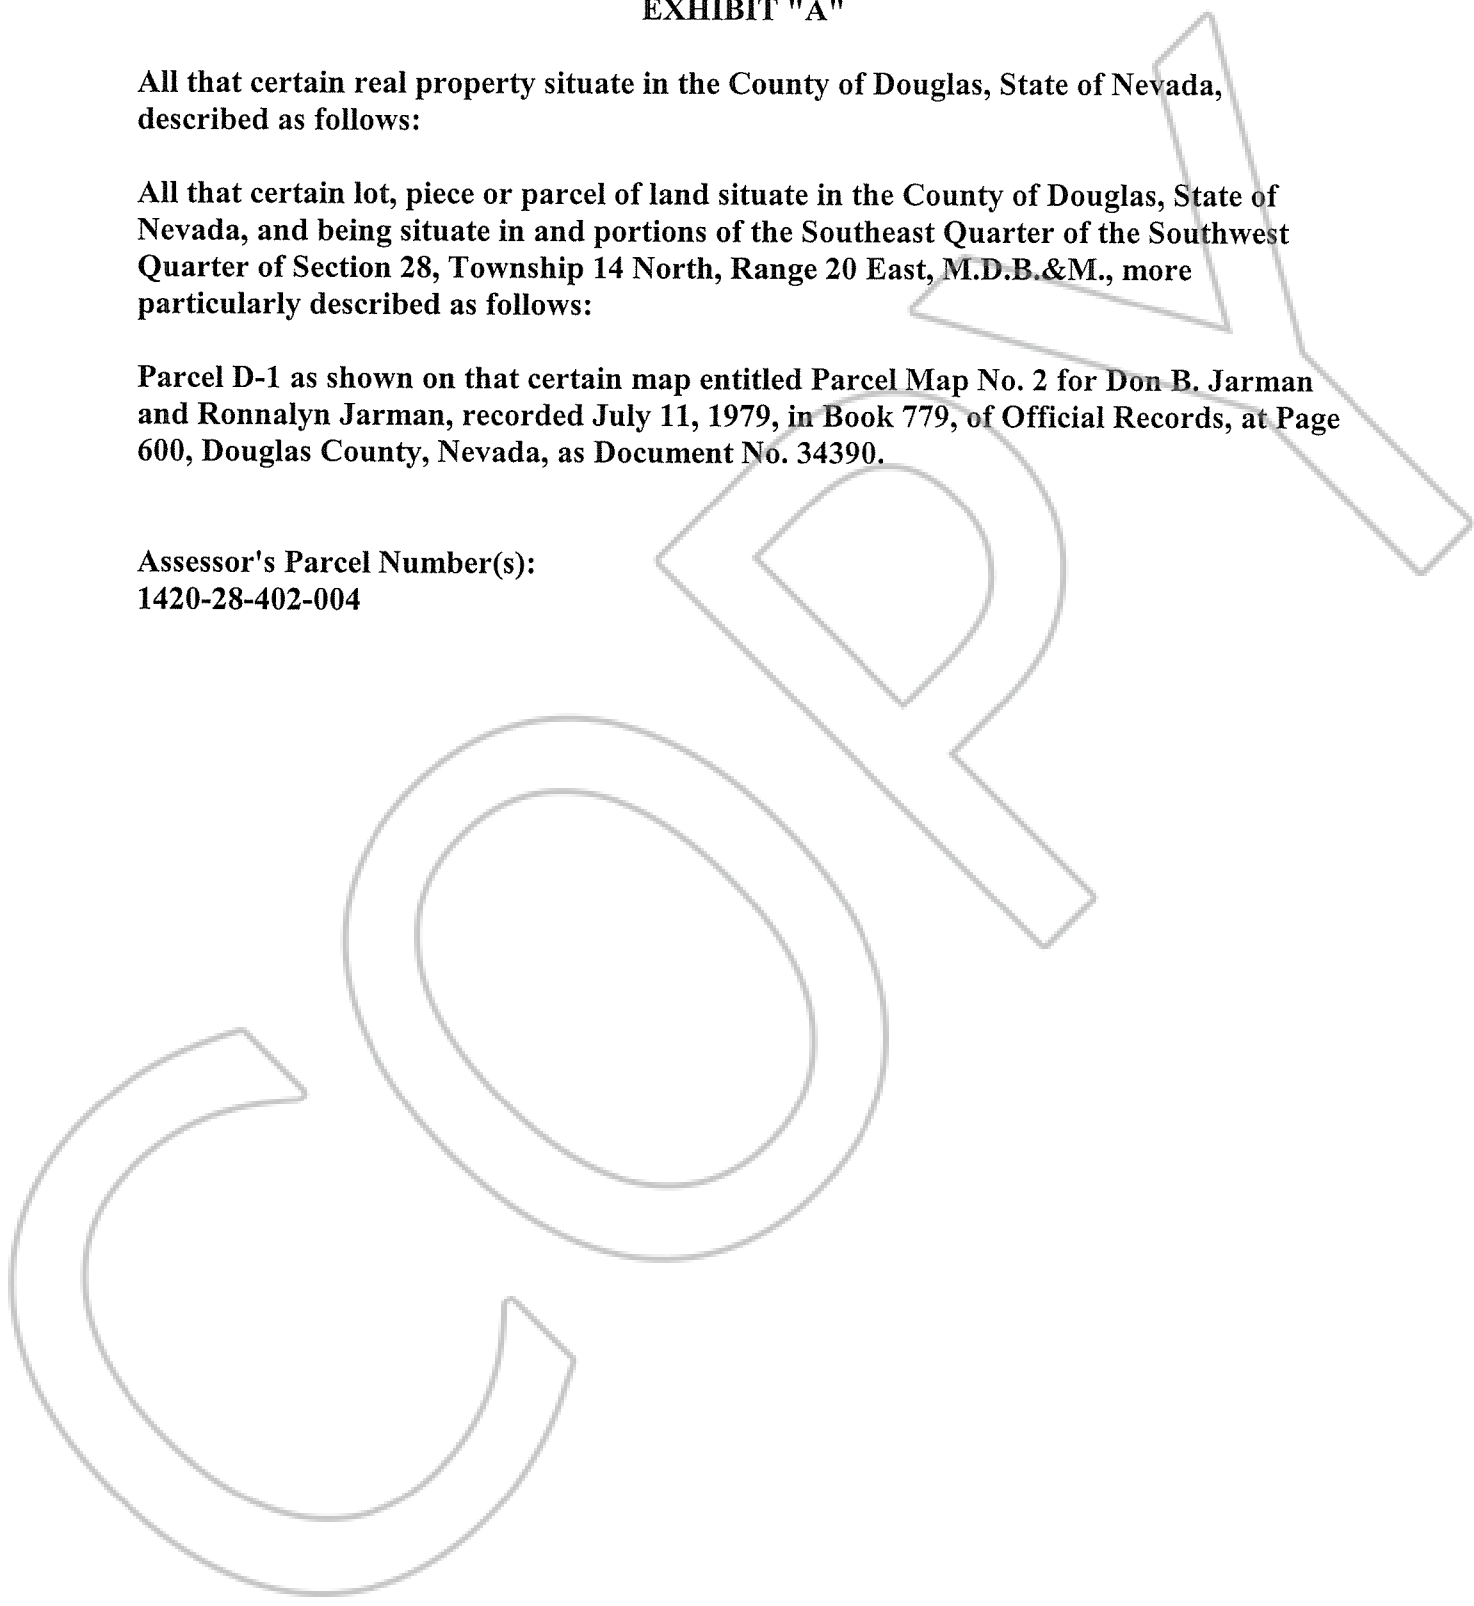 EXHIBIT "A"
All that certain real property situate in the County of Douglas, State of Nevada,
described as follows:
All that certain lot, piece or parcel of land situate in the County of Douglas, State of
Nevada, and being situate in and portions of the Southeast Quarter of the Southwest
Quarter of Section 28, Township 14 North, Range 20 East, M.D.B.&M., more
particularly described as follows:
Parcel D-1 as shown on that certain map entitled Parcel Map No. 2 for Don B. Jarman
and Ronnalyn Jarman, recorded July 11, 1979, in Book 779, of Official Records, at Page
600, Douglas County, Nevada, as Document No. 34390.
Assessor's Parcel Number(s):
1420-28-402-004
COPY